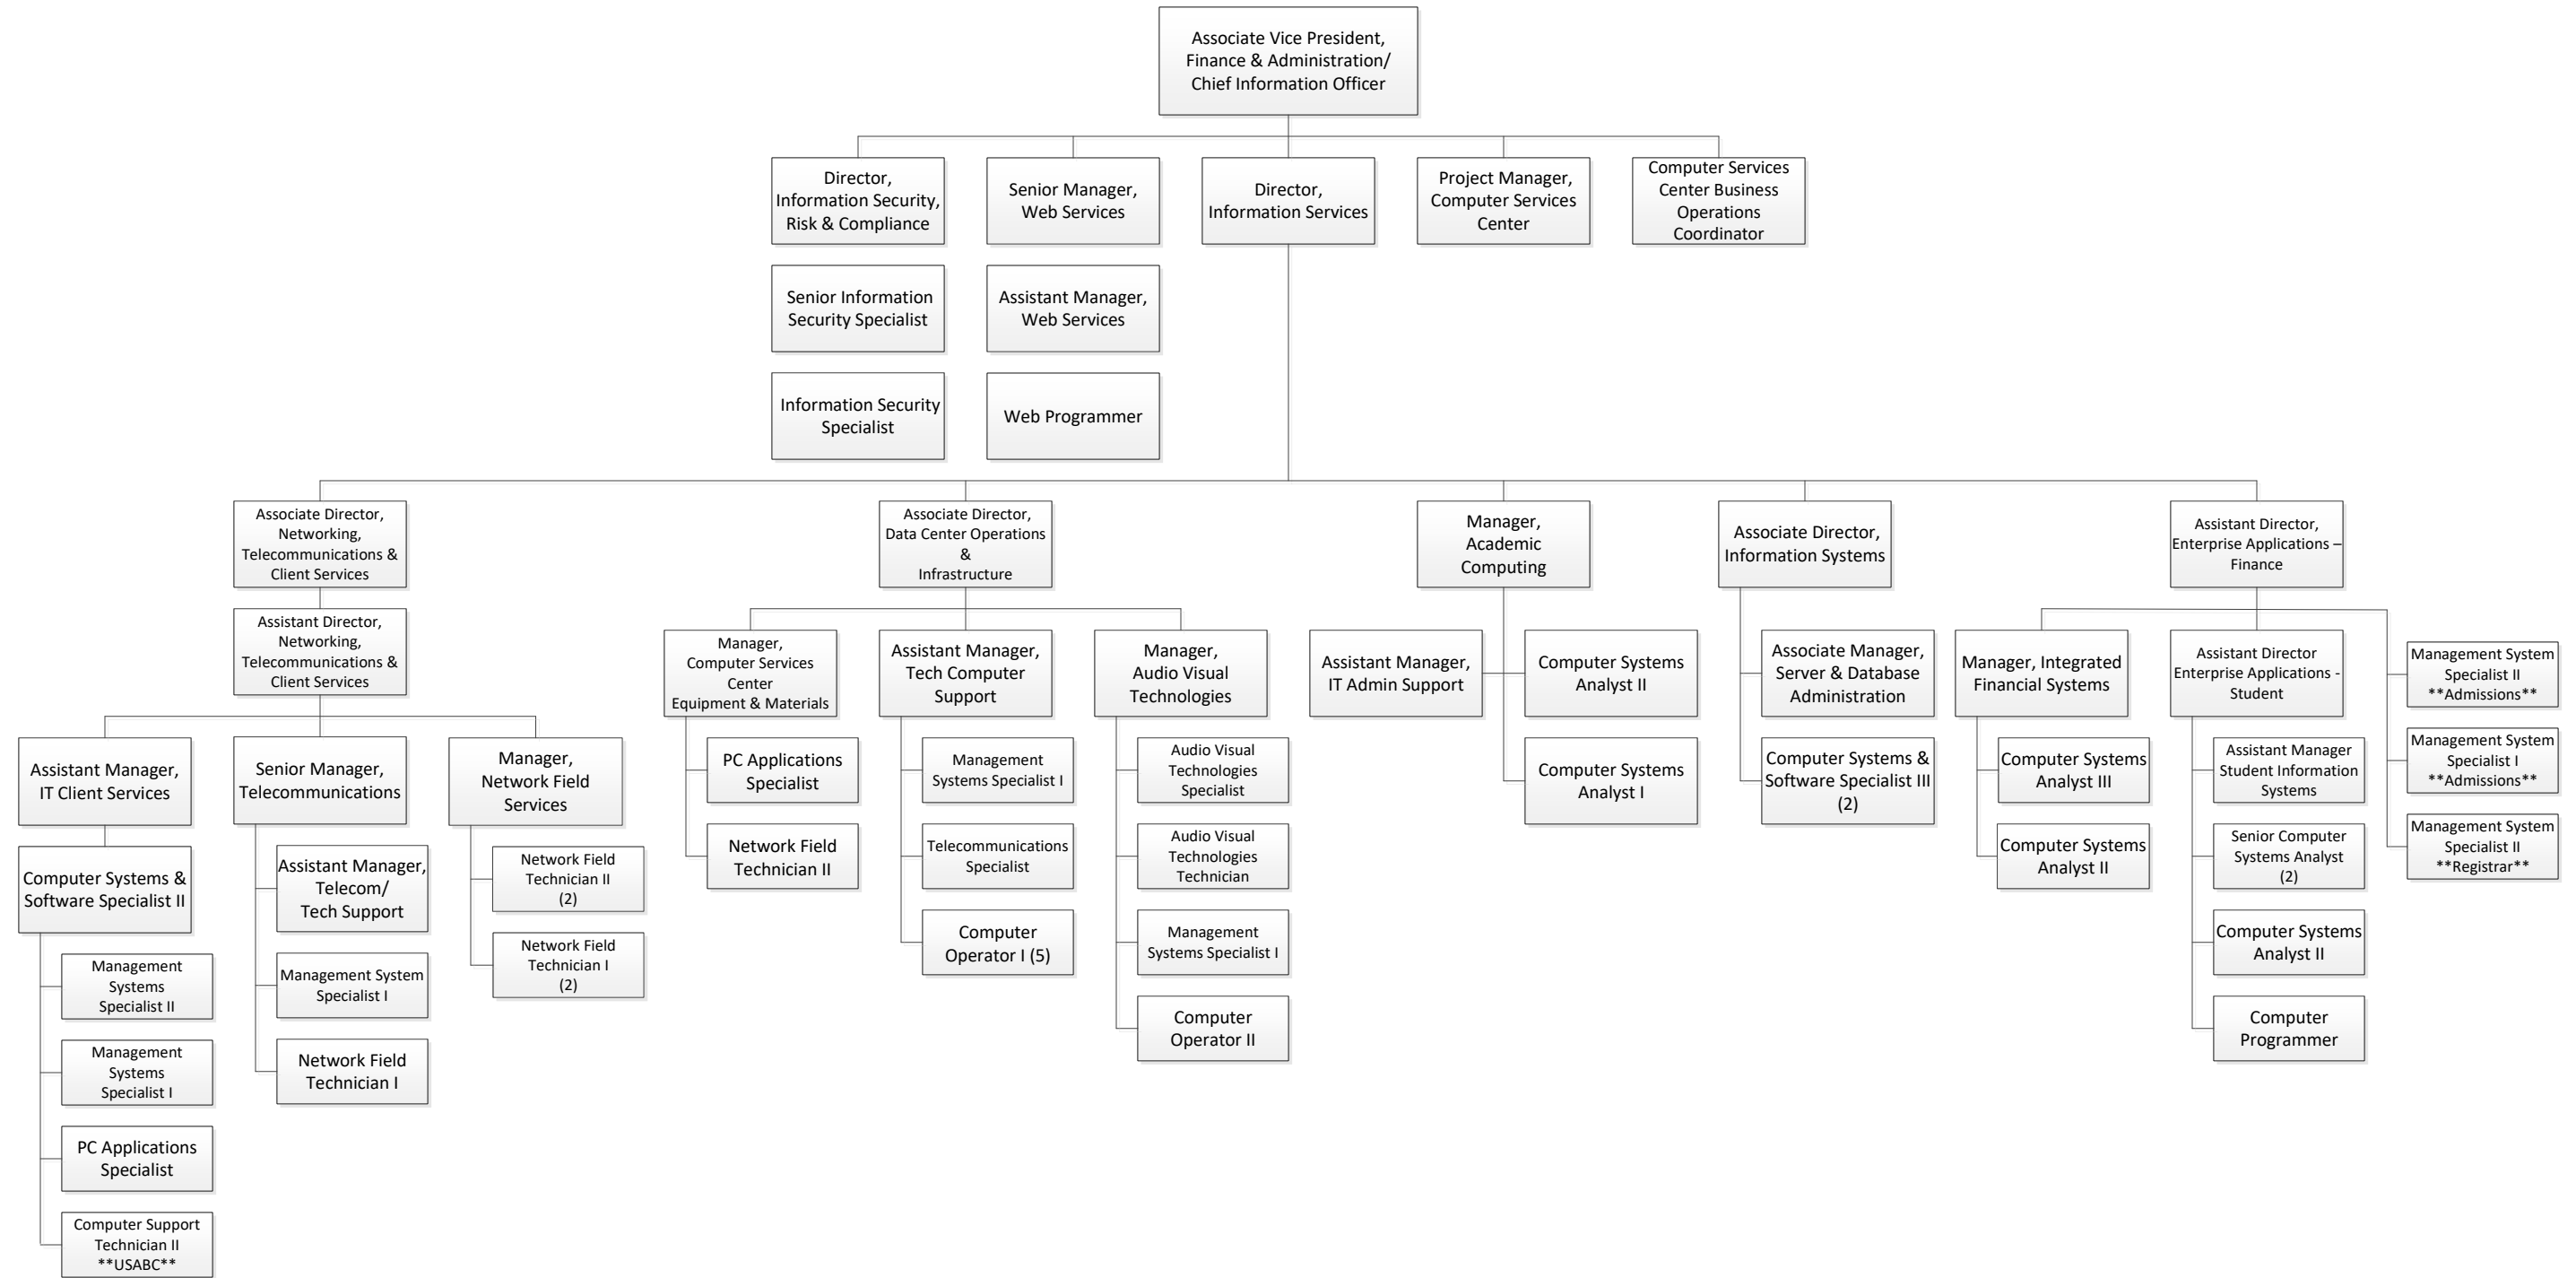 Associate Vice President,
Finance & Administration/
Chief Information Officer
Director,
Information Security,
Risk & Compliance
Senior Manager,
Web Services
Director,
Information Services
Project Manager,
Computer Services
Center
Computer Services
Center Business
Operations
Coordinator
Senior Information
Security Specialist
Assistant Manager,
Web Services
Information Security
Specialist
Web Programmer
Associate Director,
Networking,
Telecommunications &
Client Services
Associate Director,
Data Center Operations
&
Infrastructure
Manager,
Academic
Computing
Associate Director,
Information Systems
Assistant Director,
Enterprise Applications –
Finance
Assistant Director,
Networking,
Telecommunications &
Client Services
Manager,
Computer Services
Center
Equipment & Materials
Assistant Manager,
Tech Computer
Support
Manager,
Audio Visual
Technologies
Assistant Manager,
IT Admin Support
Computer Systems
Analyst II
Associate Manager,
Server & Database
Administration
Manager, Integrated
Financial Systems
Assistant Director
Enterprise Applications -
Student
Management System
Specialist II
**Admissions**
Assistant Manager,
IT Client Services
Senior Manager,
Telecommunications
Manager,
Network Field
Services
PC Applications
Specialist
Management
Systems Specialist I
Audio Visual
Technologies
Specialist
Computer Systems
Analyst I
Computer Systems &
Software Specialist III
(2)
Computer Systems
Analyst III
Assistant Manager
Student Information
Systems
Management System
Specialist I
**Admissions**
Computer Systems &
Software Specialist II
Assistant Manager,
Telecom/
Tech Support
Network Field
Technician II
(2)
Network Field
Technician II
Telecommunications
Specialist
Audio Visual
Technologies
Technician
Computer Systems
Analyst II
Senior Computer
Systems Analyst
(2)
Management System
Specialist II
**Registrar**
Management
Systems
Specialist II
Management System
Specialist I
Network Field
Technician I
(2)
Computer
Operator I (5)
Management
Systems Specialist I
Computer Systems
Analyst II
Management
Systems
Specialist I
Network Field
Technician I
Computer
Operator II
Computer
Programmer
PC Applications
Specialist
Computer Support
Technician II
**USABC**